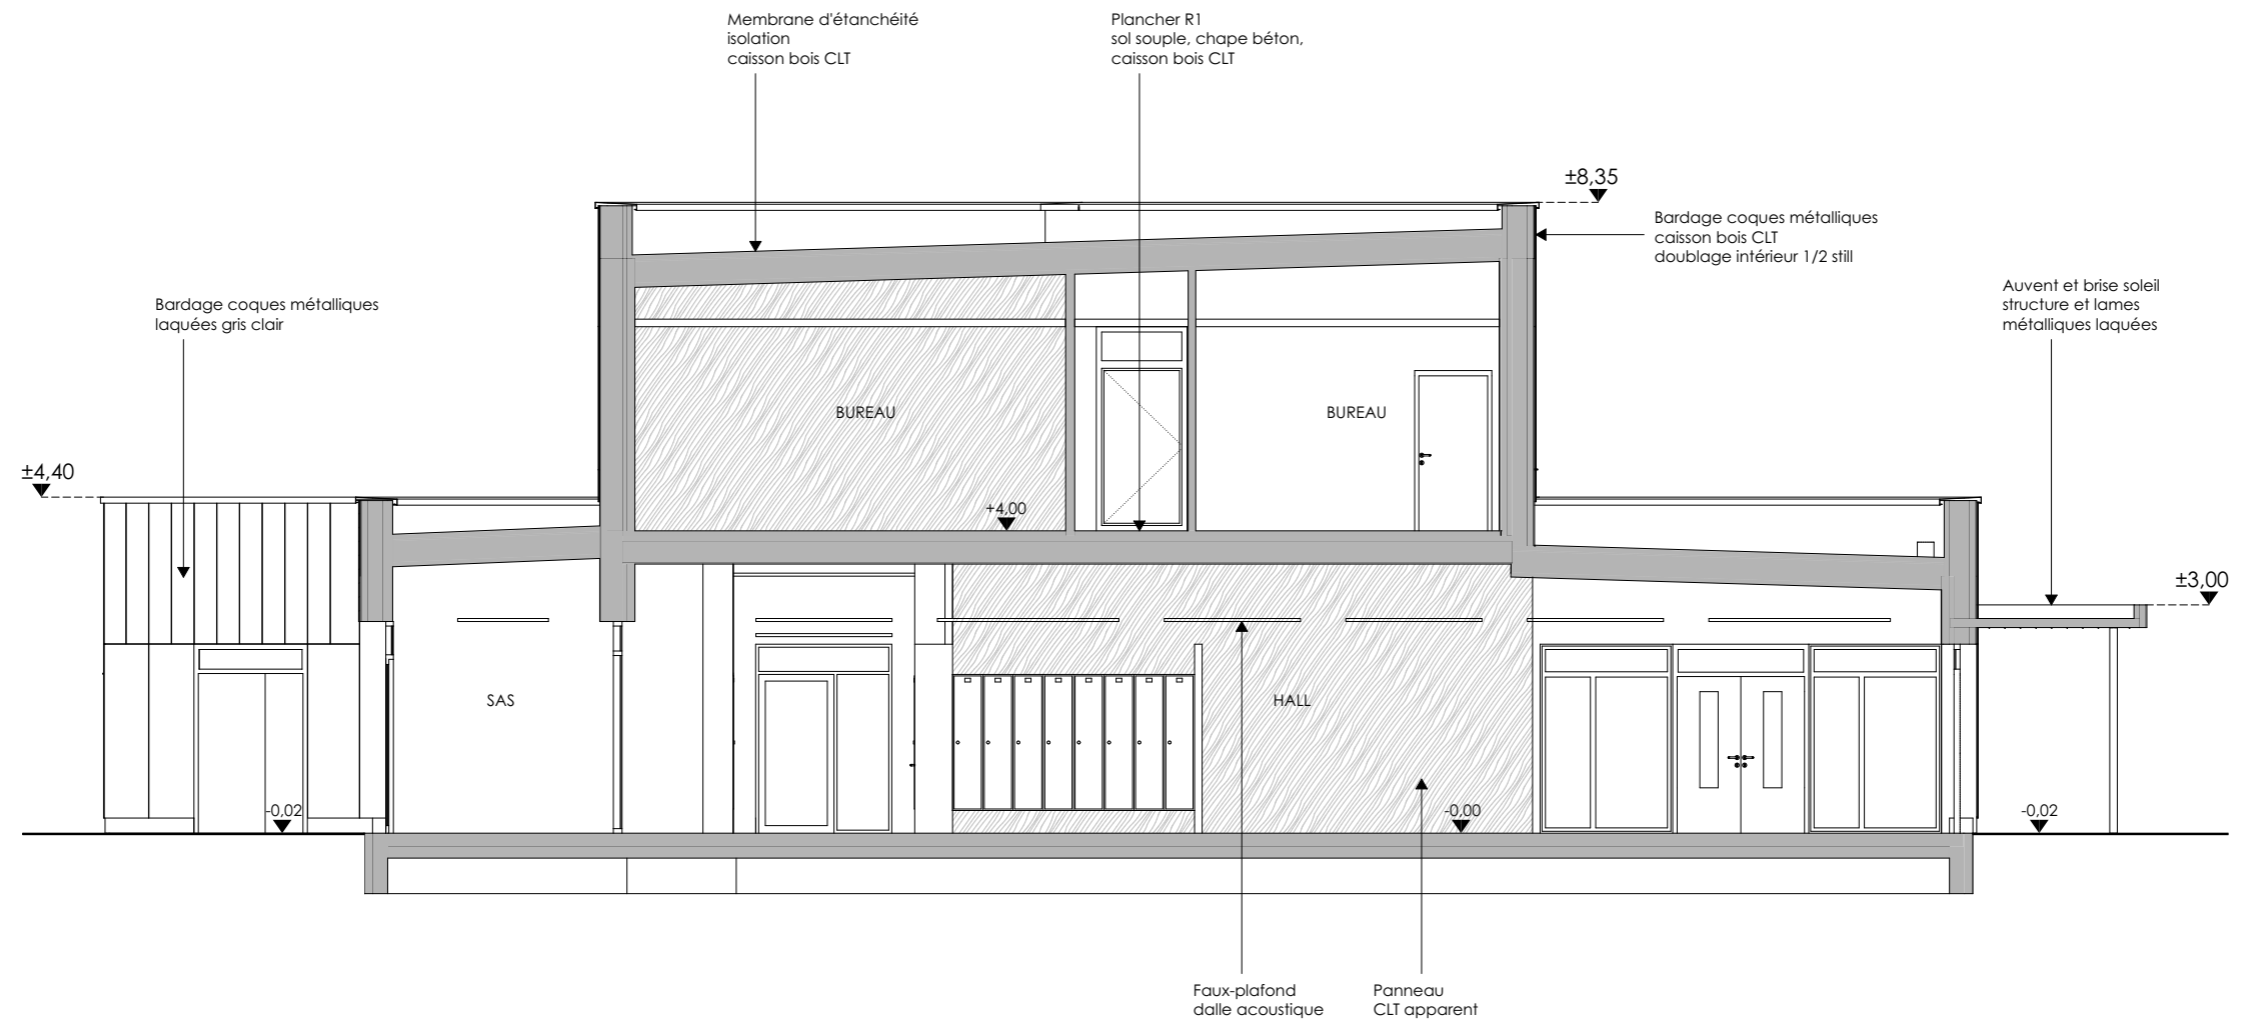 Membrane d'étanchéité
isolation
caisson bois CLT
Plancher R1
sol souple, chape béton,
caisson bois CLT
±8,35
Bardage coques métalliques
caisson bois CLT
doublage intérieur 1/2 still
Auvent et brise soleil
structure et lames
métalliques laquées
Bardage coques métalliques
laquées gris clair
BUREAU
BUREAU
±4,40
+4,00
±3,00
SAS
HALL
-0,02
-0,00
-0,02
Faux-plafond
dalle acoustique
Panneau
CLT apparent